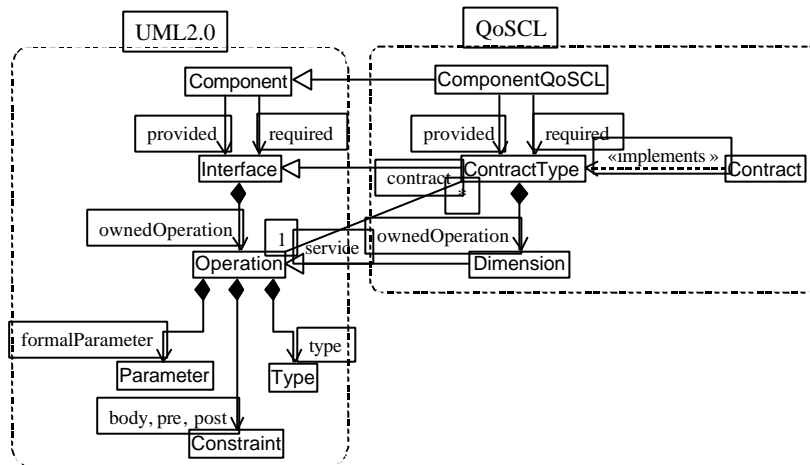 UML2.0
QoSCL
Component
ComponentQoSCL
provided
required
provided
required
«implements »
Interface
ContractType
Contract
contract
*
ownedOperation
1
service
ownedOperation
Operation
Dimension
formalParameter
type
Parameter
Type
body, pre, post
Constraint